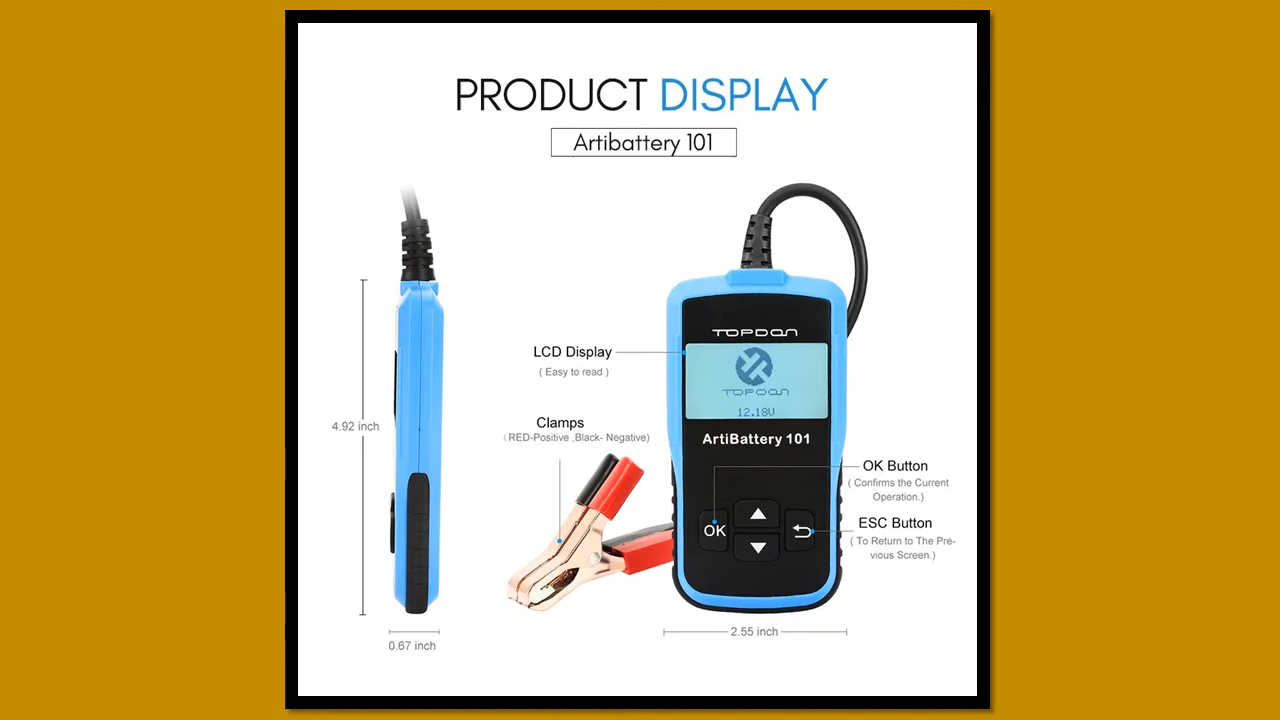 PRODUCT DISPLAY
Artibattery 101
TOPDON
LCD Display
( Easy to read )
TOPDON
12.18V
4.92 inch
Clamps
(RED-Positive ,Black- Negative)
ArtiBattery 101
OK Button
( Confirms the Current
Operation.)
OK
ESC Button
( To Return to The Pre-
vious Screen.)
2.55 inch
0.67 inch